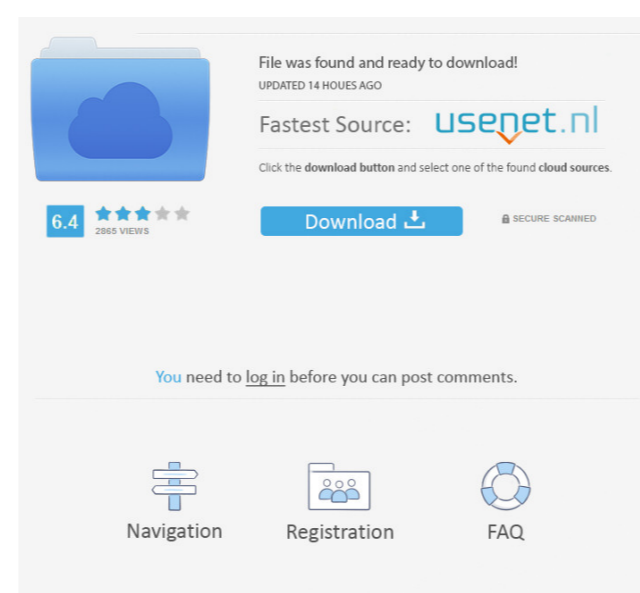 File was found and ready to download!
UPDATED 14 HOUES AGO
Fastest Source: usenet.nl
Click the download button and select one of the found cloud sources.
6.4
2865 VIEWS
Download
SECURE SCANNED
You need to log in before you can post comments.
Navigation
Registration
FAQ